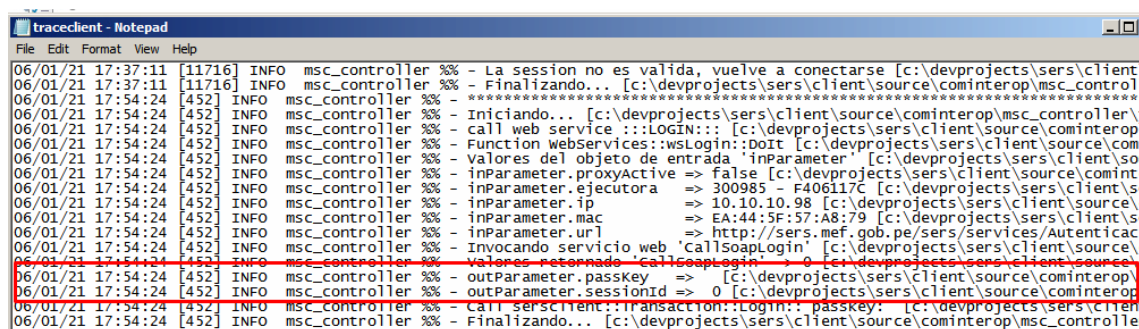 traceclient - Notepad
File Edit Format View Help
06/01/21 17:37:11 [11716] INFO msc_controller %% - La session no es valida, vuelve a conectarse [c:\devprojects\sers\client
06/01/21 17:37:11 [11716] INFO msc_controller %% - Finalizando... [c:\devprojects\sers\client\source\cominterop\msc_control
06/01/21 17:54:24 [452] INFO msc_controller %% - ******************************************************************************
06/01/21 17:54:24 [452] INFO msc_controller %% - Iniciando... [c:\devprojects\sers\client\source\cominterop\msc_controller\
06/01/21 17:54:24 [452] INFO msc_controller %% - call web service :::LOGIN::: [c:\devprojects\sers\client\source\cominterop
06/01/21 17:54:24 [452] INFO msc_controller %% - Function WebServices::wsLogin::DoIt [c:\devprojects\sers\client\source\com
06/01/21 17:54:24 [452] INFO msc_controller %% - Valores del objeto de entrada 'inParameter' [c:\devprojects\sers\client\so
06/01/21 17:54:24 [452] INFO msc_controller %% - inParameter.proxyActive => false [c:\devprojects\sers\client\source\comint
06/01/21 17:54:24 [452] INFO msc_controller %% - inParameter.ejecutora => 300985 - F406117C [c:\devprojects\sers\client\s
06/01/21 17:54:24 [452] INFO msc_controller %% - inParameter.ip => 10.10.10.98 [c:\devprojects\sers\client\source\
06/01/21 17:54:24 [452] INFO msc_controller %% - inParameter.mac => EA:44:5F:57:A8:79 [c:\devprojects\sers\client\s
06/01/21 17:54:24 [452] INFO msc_controller %% - inParameter.url => http://sers.mef.gob.pe/sers/services/Autenticac
06/01/21 17:54:24 [452] INFO msc_controller %% - Invocando servicio web 'CallSoapLogin' [c:\devprojects\sers\client\source\
06/01/21 17:54:24 [452] INFO msc_controller %% - Valores retornado 'CallSoapLogin' -> 0 [c:\devprojects\sers\client\source\
06/01/21 17:54:24 [452] INFO msc_controller %% - outParameter.passKey => [c:\devprojects\sers\client\source\cominterop\
06/01/21 17:54:24 [452] INFO msc_controller %% - outParameter.sessionId => 0 [c:\devprojects\sers\client\source\cominterop
06/01/21 17:54:24 [452] INFO msc_controller %% - Call sersclient::Transaction::Login:: passkey: [c:\devprojects\sers\clien
06/01/21 17:54:24 [452] INFO msc_controller %% - Finalizando... [c:\devprojects\sers\client\source\cominterop\msc_controlle